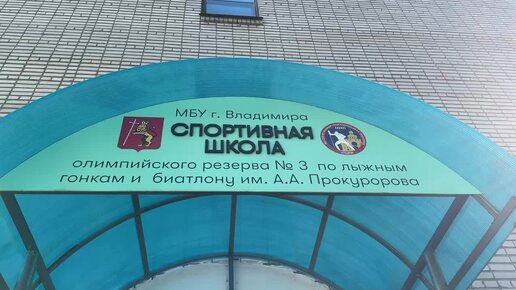 МБУ г. Владимира
СПОРТИВНАЯ
ШКОЛА
олимпийского резерва № 3 по лыжным
гонкам и биатлону им. А.А. Прокуророва